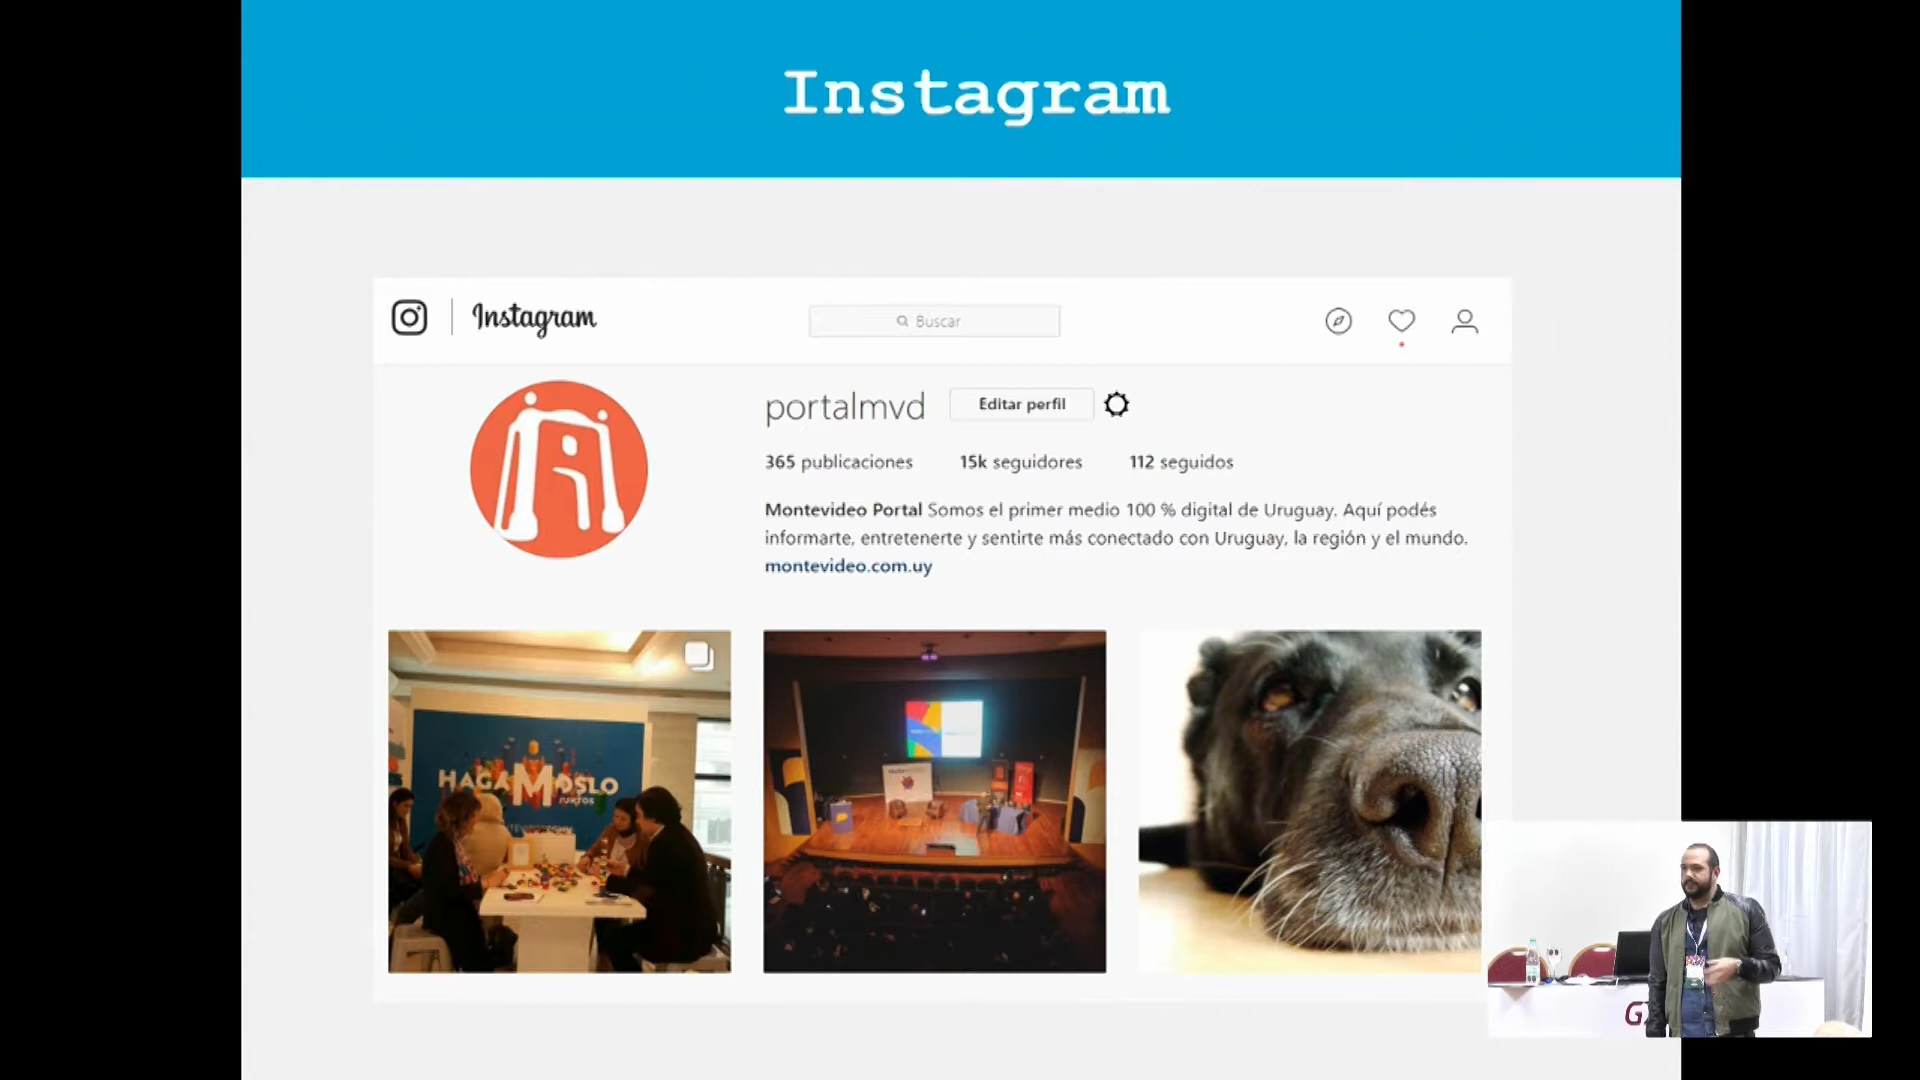 Instagram
Instagram
Buscar
portalmvd
Editar perfil
365 publicaciones 15k seguidores 112 seguidos
Montevideo Portal Somos el primer medio 100 % digital de Uruguay. Aquí podés
informarte, entretenerte y sentirte más conectado con Uruguay, la región y el mundo.
montevideo.com.uy
HAGAMOSLO
JUNTOS